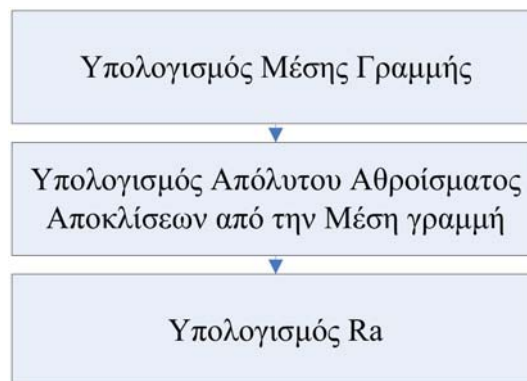 Υπολογισμός Μέσης Γραμμής
Υπολογισμός Απόλυτου Αθροίσματος
Αποκλίσεων από την Μέση γραμμή
Υπολογισμός Ra